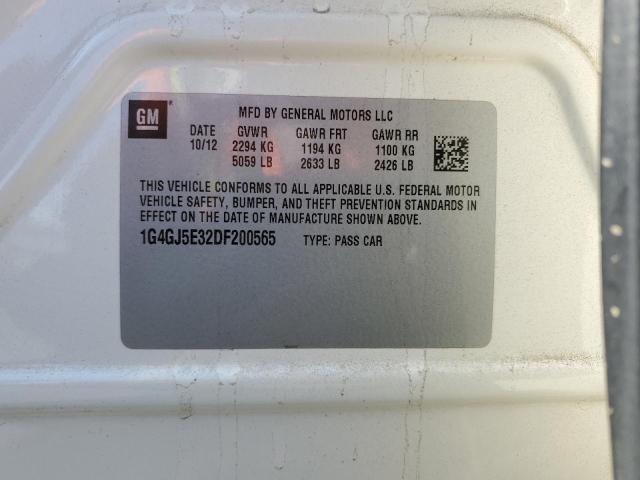 GM
MFD BY GENERAL MOTORS LLC
DATE GVWR GAWR FRT GAWR RR
10/12 2294 KG 1194 KG 1100 KG
5059 LB 2633 LB 2426 LB
THIS VEHICLE CONFORMS TO ALL APPLICABLE U.S. FEDERAL MOTOR
VEHICLE SAFETY, BUMPER, AND THEFT PREVENTION STANDARDS IN
EFFECT ON THE DATE OF MANUFACTURE SHOWN ABOVE.
1G4GJ5E32DF200565 TYPE: PASS CAR